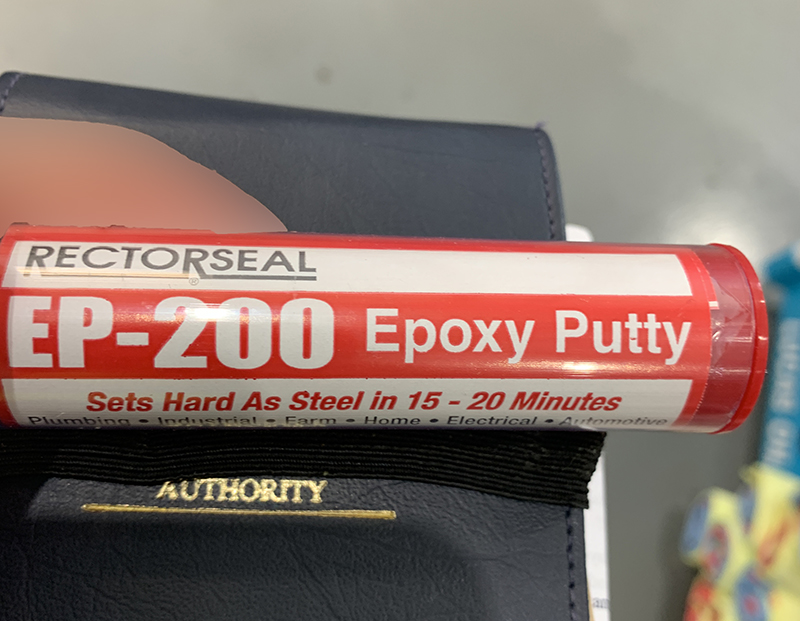 RECTORSEAL
®
EP-200 Epoxy Putty
Sets Hard As Steel in 15 - 20 Minutes
Plumbing • Industrial • Farm • Home • Electrical • Automotive
AUTHORITY